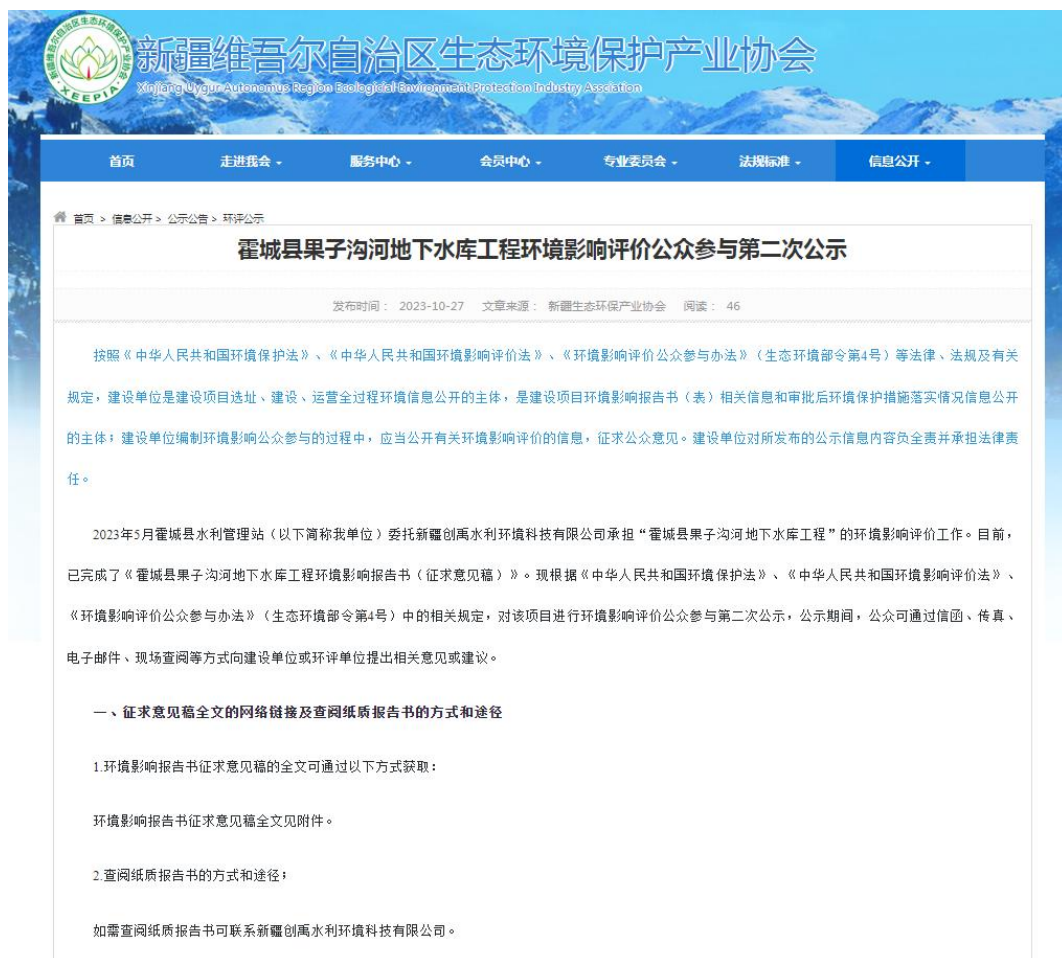 新疆维吾尔自治区生态环境保护产业协会
Xinjiang Uygur Autonomus Region Ecological Environment Protection Industry Assciation
新疆维吾尔自治区生态环境保护产业协会
XEEPIA
首页 走进我会 服务中心 会员中心 专业委员会 法规标准 信息公开
首页 > 信息公开 > 公示公告 > 环评公示
霍城县果子沟河地下水库工程环境影响评价公众参与第二次公示
发布时间： 2023-10-27 文章来源： 新疆生态环保产业协会 阅读： 46
按照《中华人民共和国环境保护法》、《中华人民共和国环境影响评价法》、《环境影响评价公众参与办法》（生态环境部令第4号）等法律、法规及有关
规定，建设单位是建设项目选址、建设、运营全过程环境信息公开的主体，是建设项目环境影响报告书（表）相关信息和审批后环境保护措施落实情况信息公开
的主体；建设单位编制环境影响公众参与的过程中，应当公开有关环境影响评价的信息，征求公众意见。建设单位对所发布的公示信息内容负全责并承担法律责
任。
2023年5月霍城县水利管理站（以下简称我单位）委托新疆创禹水利环境科技有限公司承担“霍城县果子沟河地下水库工程”的环境影响评价工作。目前，
已完成了《霍城县果子沟河地下水库工程环境影响报告书（征求意见稿）》。现根据《中华人民共和国环境保护法》、《中华人民共和国环境影响评价法》、
《环境影响评价公众参与办法》（生态环境部令第4号）中的相关规定，对该项目进行环境影响评价公众参与第二次公示，公示期间，公众可通过信函、传真、
电子邮件、现场查阅等方式向建设单位或环评单位提出相关意见或建议。
一、征求意见稿全文的网络链接及查阅纸质报告书的方式和途径
1.环境影响报告书征求意见稿的全文可通过以下方式获取：
环境影响报告书征求意见稿全文见附件。
2.查阅纸质报告书的方式和途径；
如需查阅纸质报告书可联系新疆创禹水利环境科技有限公司。